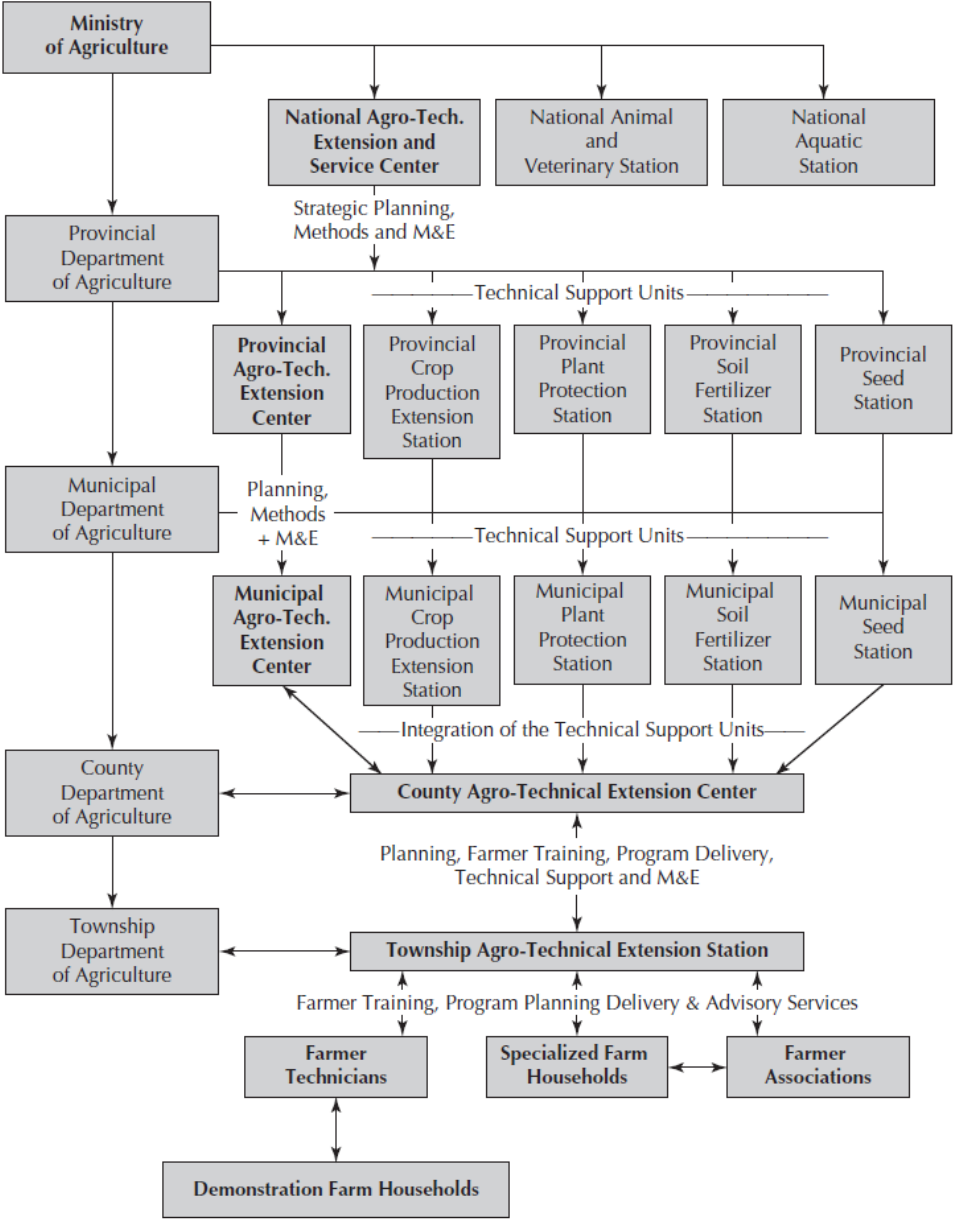 Ministry
of Agriculture
National Agro-Tech.
Extension and
Service Center
National Animal
and
Veterinary Station
National
Aquatic
Station
Strategic Planning,
Methods and M&E
Provincial
Department
of Agriculture
Technical Support Units
Provincial
Agro-Tech.
Extension
Center
Provincial
Crop
Production
Extension
Station
Provincial
Plant
Protection
Station
Provincial
Soil
Fertilizer
Station
Provincial
Seed
Station
Municipal
Department
of Agriculture
Planning,
Methods
+ M&E
Technical Support Units
Municipal
Agro-Tech.
Extension
Center
Municipal
Crop
Production
Extension
Station
Municipal
Plant
Protection
Station
Municipal
Soil
Fertilizer
Station
Municipal
Seed
Station
Integration of the Technical Support Units
County
Department
of Agriculture
County Agro-Technical Extension Center
Planning, Farmer Training, Program Delivery,
Technical Support and M&E
Township
Department
of Agriculture
Township Agro-Technical Extension Station
Farmer Training, Program Planning Delivery & Advisory Services
Farmer
Technicians
Specialized Farm
Households
Farmer
Associations
Demonstration Farm Households